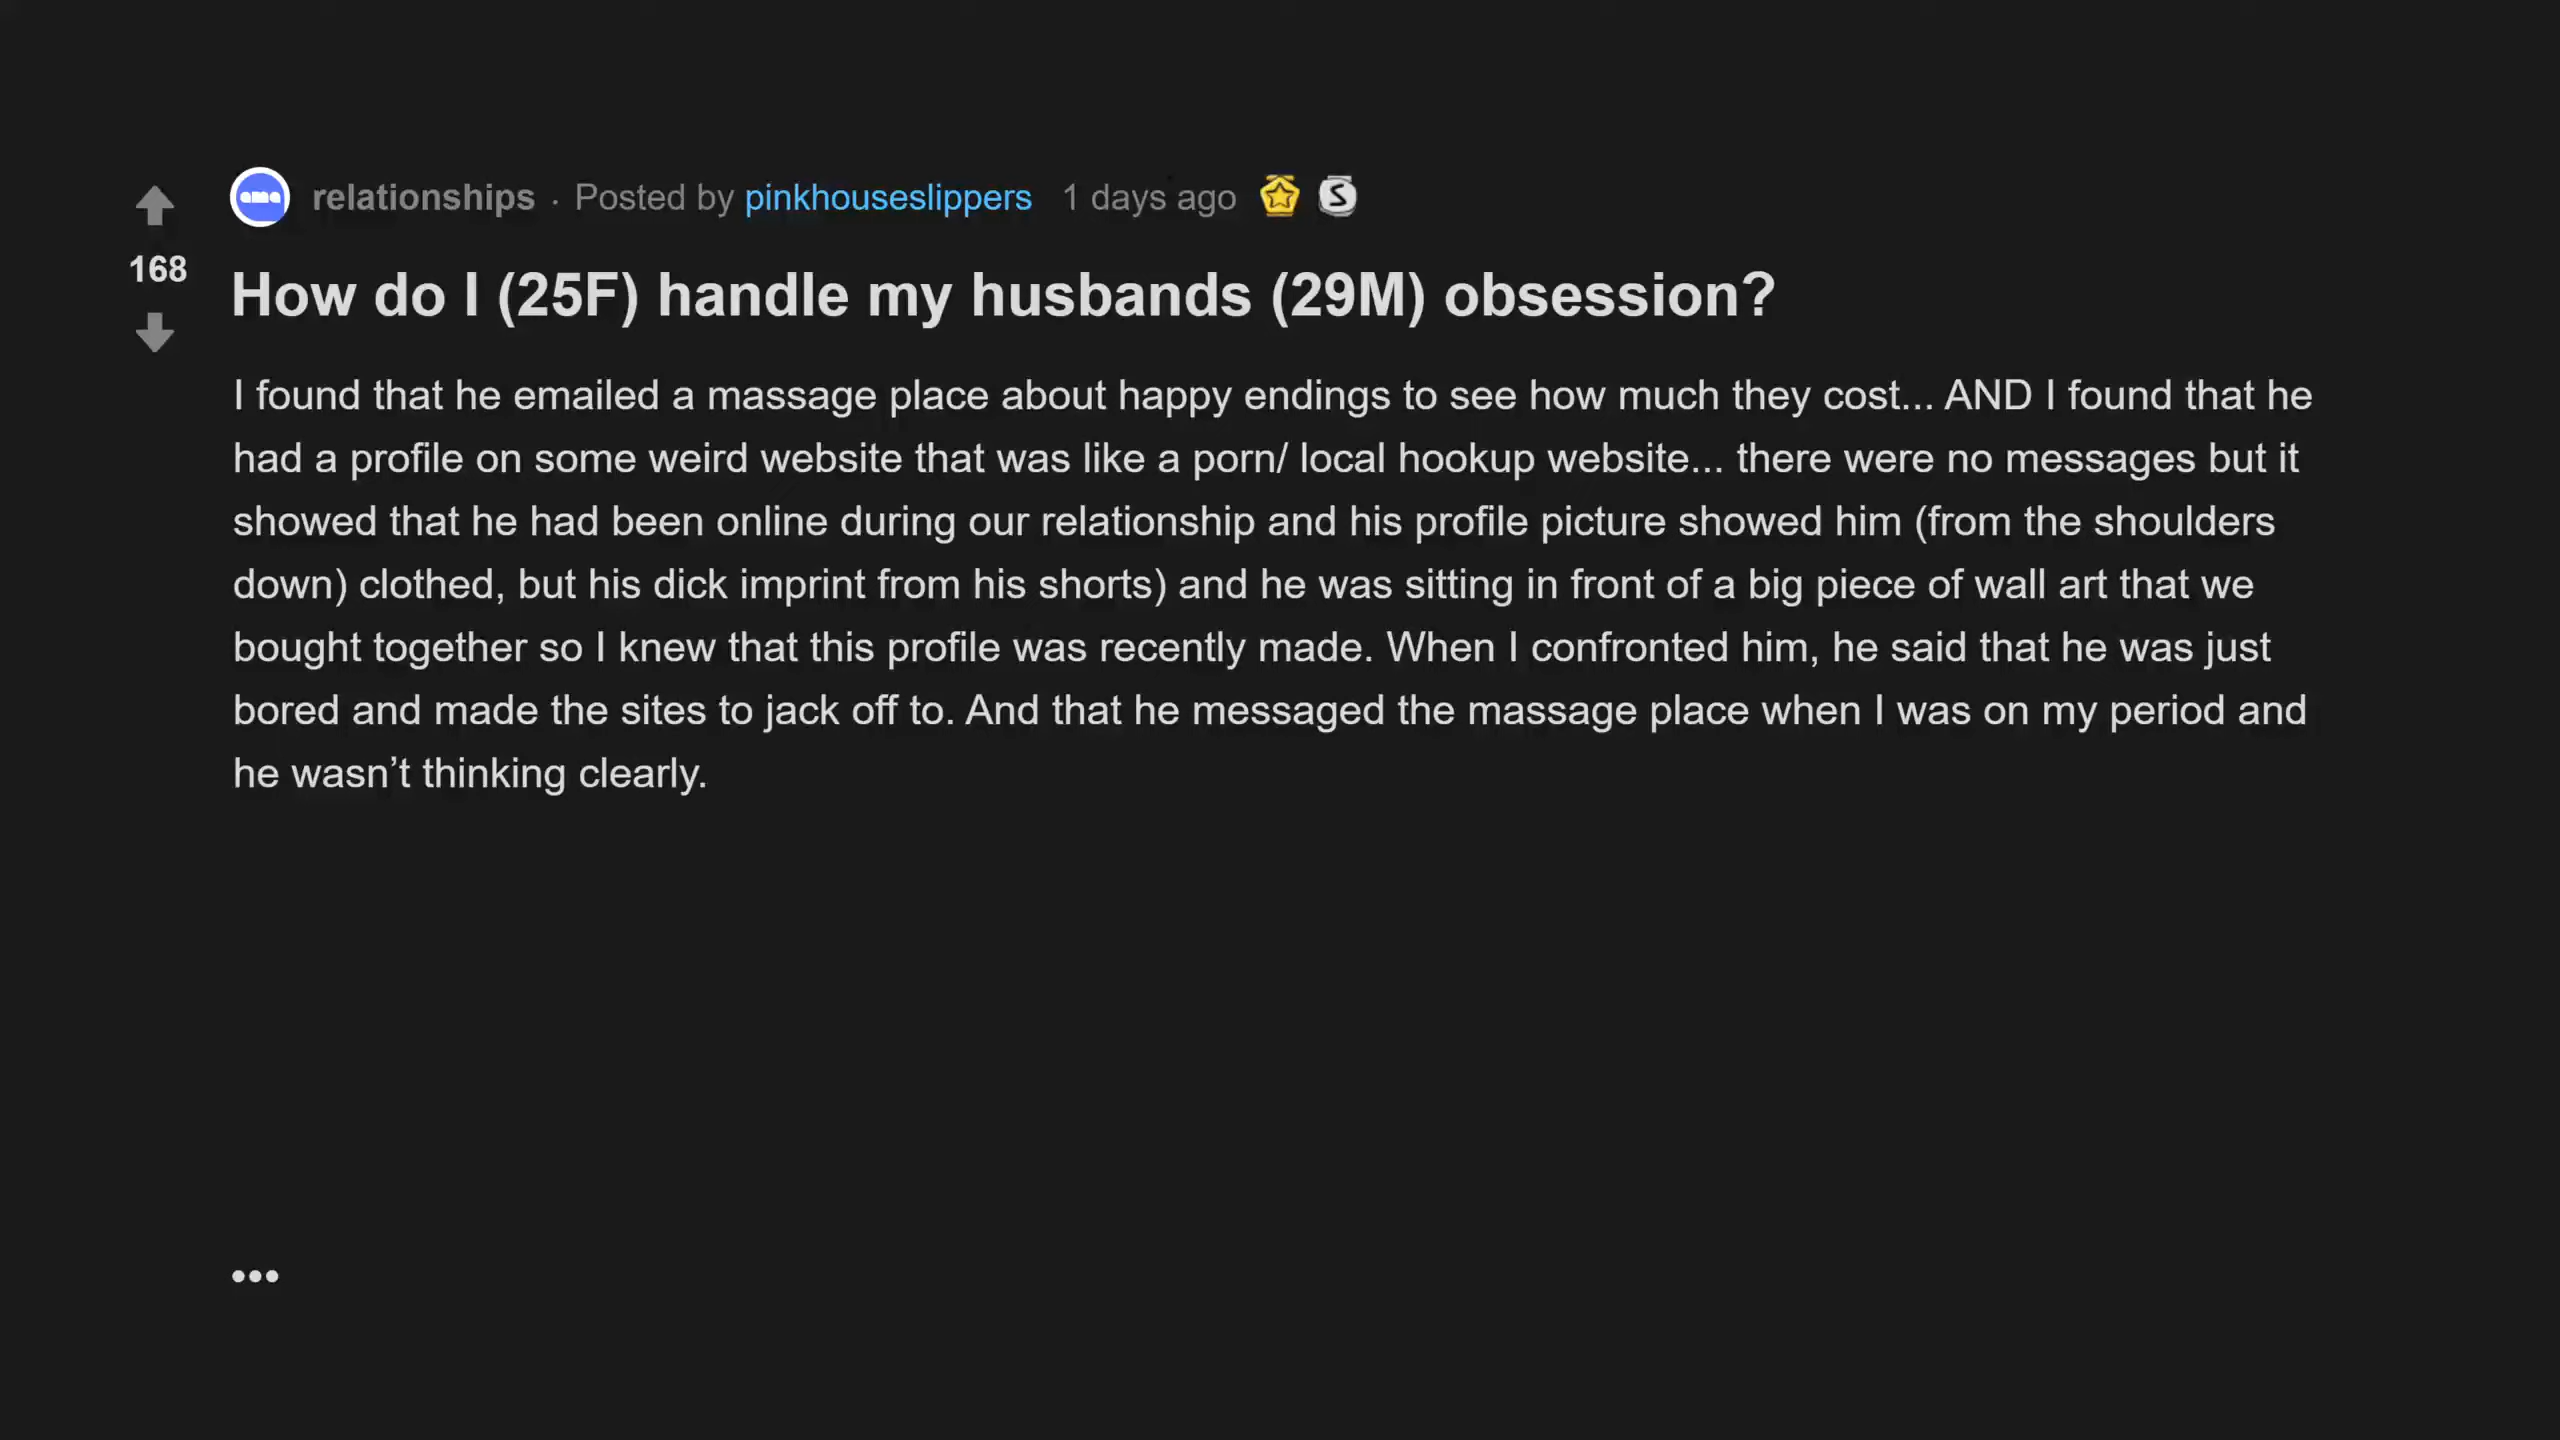 relationships · Posted by pinkhouseslippers 1 days ago
168
How do I (25F) handle my husbands (29M) obsession?
I found that he emailed a massage place about happy endings to see how much they cost... AND I found that he
had a profile on some weird website that was like a porn/ local hookup website... there were no messages but it
showed that he had been online during our relationship and his profile picture showed him (from the shoulders
down) clothed, but his dick imprint from his shorts) and he was sitting in front of a big piece of wall art that we
bought together so I knew that this profile was recently made. When I confronted him, he said that he was just
bored and made the sites to jack off to. And that he messaged the massage place when I was on my period and
he wasn’t thinking clearly.